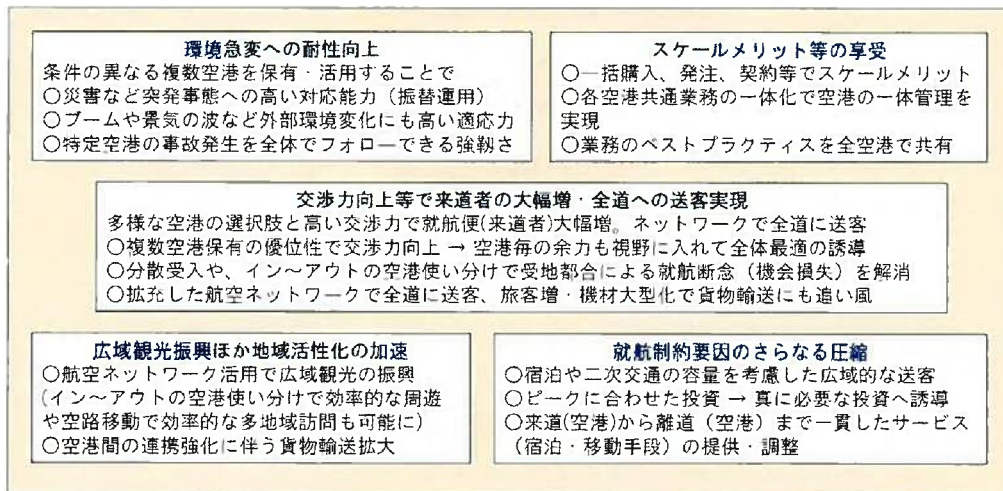 環境急変への耐性向上
条件の異なる複数空港を保有・活用することで
○災害など突発事態への高い対応能力（振替運用）
○ブームや景気の波など外部環境変化にも高い適応力
○特定空港の事故発生を全体でフォローできる強靱さ
スケールメリット等の享受
○一括購入、発注、契約等でスケールメリット
○各空港共通業務の一体化で空港の一体管理を
実現
○業務のベストプラクティスを全空港で共有
交渉力向上等で来道者の大幅増・全道への送客実現
多様な空港の選択肢と高い交渉力で就航便(来道者)大幅増。ネットワークで全道に送客
○複数空港保有の優位性で交渉力向上 → 空港毎の余力も視野に入れて全体最適の誘導
○分散受入や、イン～アウトの空港使い分けで受地都合による就航断念（機会損失）を解消
○拡充した航空ネットワークで全道に送客、旅客増・機材大型化で貨物輸送にも追い風
広域観光振興ほか地域活性化の加速
○航空ネットワーク活用で広域観光の振興
(イン～アウトの空港使い分けで効率的な周遊
や空路移動で効率的な多地域訪問も可能に)
○空港間の連携強化に伴う貨物輸送拡大
就航制約要因のさらなる圧縮
○宿泊や二次交通の容量を考慮した広域的な送客
○ピークに合わせた投資 → 真に必要な投資へ誘導
○来道(空港)から離道（空港）まで一貫したサービス
（宿泊・移動手段）の提供・調整